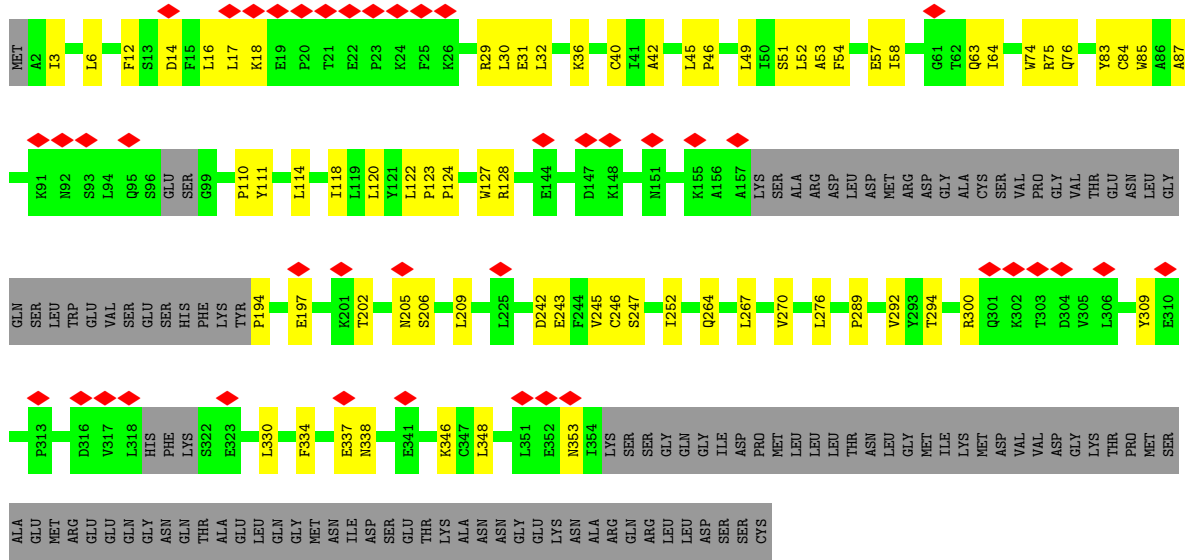 MET A2 I3 L6 F12 S13 D14 F15 L16 L17 K18 E19 P20 T21 E22 P23 K24 F25 K26 R29 L30 E31 L32 K36 C40 I41 A42 L45 P46 L49 I50 S51 L52 A53 F54 E57 I58 G61 T62 Q63 I64 W74 R75 Q76 Y83 C84 W85 A86 A87
K91 N92 S93 L94 Q95 S96 GLU SER G99 P110 Y111 L114 I118 L119 L120 Y121 L122 P123 P124 W127 R128 E144 D147 K148 N151 K155 A156 A157 LYS SER ALA ARG ASP LEU ASP MET ARG ASP GLY ALA CYS SER VAL PRO GLY VAL THR GLU ASN LEU GLY
GLN SER LEU TRP GLU VAL SER GLU SER HIS PHE LYS TYR P194 E197 K201 T202 N205 S206 L209 L225 D242 E243 F244 V245 C246 S247 I252 Q264 L267 V270 L276 P289 V292 Y293 T294 R300 Q301 K302 T303 D304 V305 L306 Y309 E310
P313 D316 V317 L318 HIS PHE LYS S322 E323 L330 F334 E337 N338 E341 K346 C347 L348 L351 E352 N353 I354 LYS SER SER GLY GLN GLY ILE ASP PRO MET LEU LEU LEU THR ASN LEU GLY MET ILE LYS MET ASP VAL VAL ASP GLY LYS THR PRO MET SER
ALA GLU MET ARG GLU GLU GLN GLY ASN GLN THR ALA GLU LEU GLN GLY MET ASN ILE ASP SER GLU THR LYS ALA ASN ASN GLY GLU LYS ASN ALA ARG GLN ARG LEU LEU ASP SER SER CYS